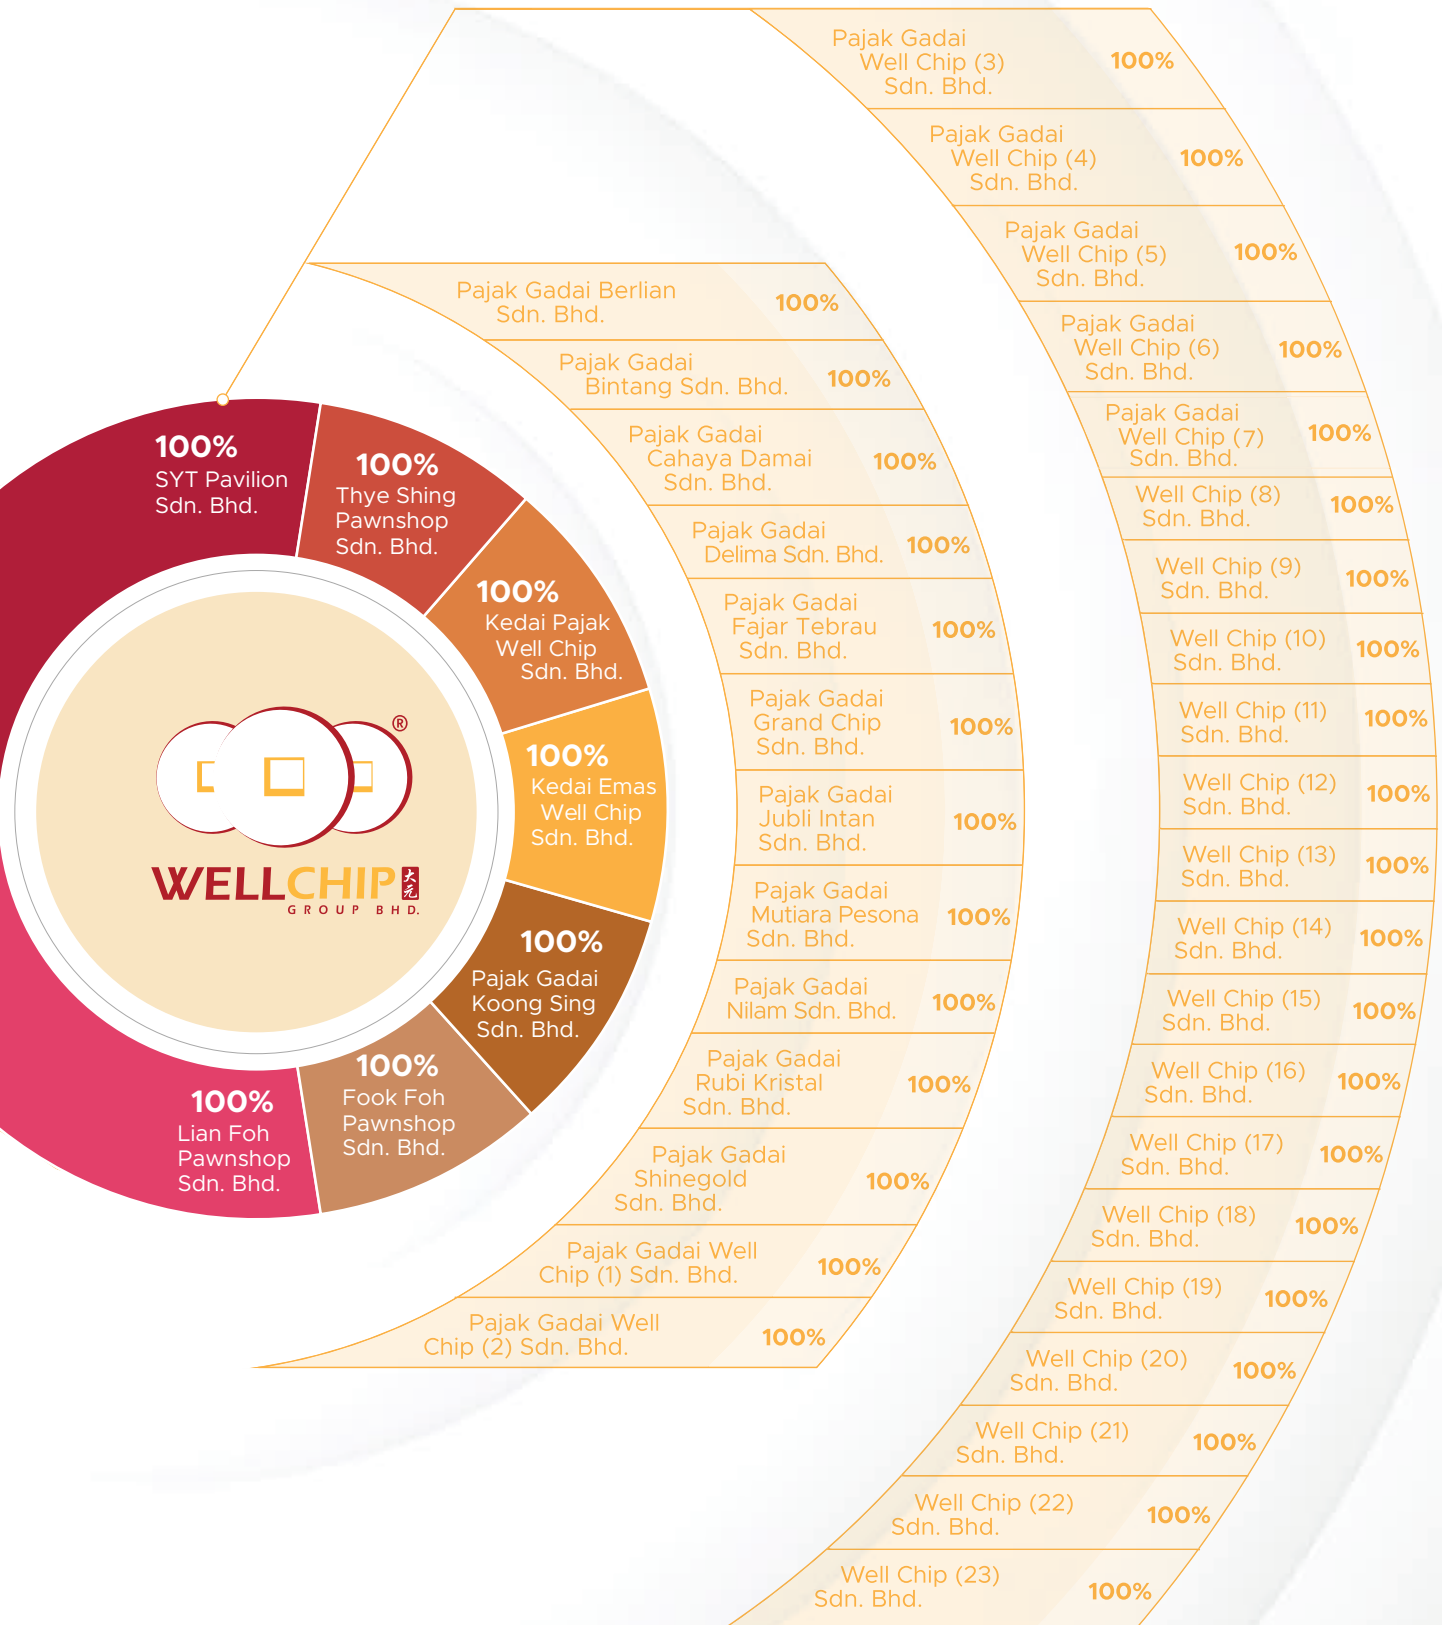 100%
SYT Pavilion
Sdn. Bhd.
100%
Thye Shing
Pawnshop
Sdn. Bhd.
100%
Kedai Pajak
Well Chip
Sdn. Bhd.
100%
Kedai Emas
Well Chip
Sdn. Bhd.
100%
Pajak Gadai
Koong Sing
Sdn. Bhd.
100%
Fook Foh
Pawnshop
Sdn. Bhd.
100%
Lian Foh
Pawnshop
Sdn. Bhd.
®
WELLCHIP 大元
GROUP BHD.
Pajak Gadai Berlian
Sdn. Bhd.
100%
Pajak Gadai
Bintang Sdn. Bhd.
100%
Pajak Gadai
Cahaya Damai
Sdn. Bhd.
100%
Pajak Gadai
Delima Sdn. Bhd.
100%
Pajak Gadai
Fajar Tebrau
Sdn. Bhd.
100%
Pajak Gadai
Grand Chip
Sdn. Bhd.
100%
Pajak Gadai
Jubli Intan
Sdn. Bhd.
100%
Pajak Gadai
Mutiara Pesona
Sdn. Bhd.
100%
Pajak Gadai
Nilam Sdn. Bhd.
100%
Pajak Gadai
Rubi Kristal
Sdn. Bhd.
100%
Pajak Gadai
Shinegold
Sdn. Bhd.
100%
Pajak Gadai Well
Chip (1) Sdn. Bhd.
100%
Pajak Gadai Well
Chip (2) Sdn. Bhd.
100%
Pajak Gadai
Well Chip (3)
Sdn. Bhd.
100%
Pajak Gadai
Well Chip (4)
Sdn. Bhd.
100%
Pajak Gadai
Well Chip (5)
Sdn. Bhd.
100%
Pajak Gadai
Well Chip (6)
Sdn. Bhd.
100%
Pajak Gadai
Well Chip (7)
Sdn. Bhd.
100%
Well Chip (8)
Sdn. Bhd.
100%
Well Chip (9)
Sdn. Bhd.
100%
Well Chip (10)
Sdn. Bhd.
100%
Well Chip (11)
Sdn. Bhd.
100%
Well Chip (12)
Sdn. Bhd.
100%
Well Chip (13)
Sdn. Bhd.
100%
Well Chip (14)
Sdn. Bhd.
100%
Well Chip (15)
Sdn. Bhd.
100%
Well Chip (16)
Sdn. Bhd.
100%
Well Chip (17)
Sdn. Bhd.
100%
Well Chip (18)
Sdn. Bhd.
100%
Well Chip (19)
Sdn. Bhd.
100%
Well Chip (20)
Sdn. Bhd.
100%
Well Chip (21)
Sdn. Bhd.
100%
Well Chip (22)
Sdn. Bhd.
100%
Well Chip (23)
Sdn. Bhd.
100%